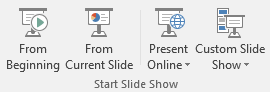 From Beginning
From Current Slide
Present Online
Custom Slide Show
Start Slide Show